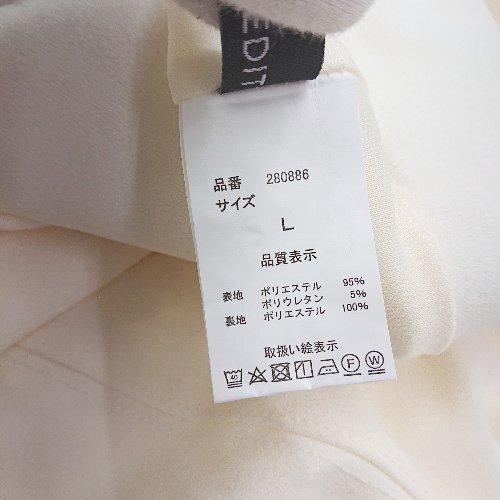 EDIT
品番 280886
サイズ
L
品質表示
表地 ポリエステル 95%
ポリウレタン 5%
裏地 ポリエステル 100%
取扱い絵表示
40 F W